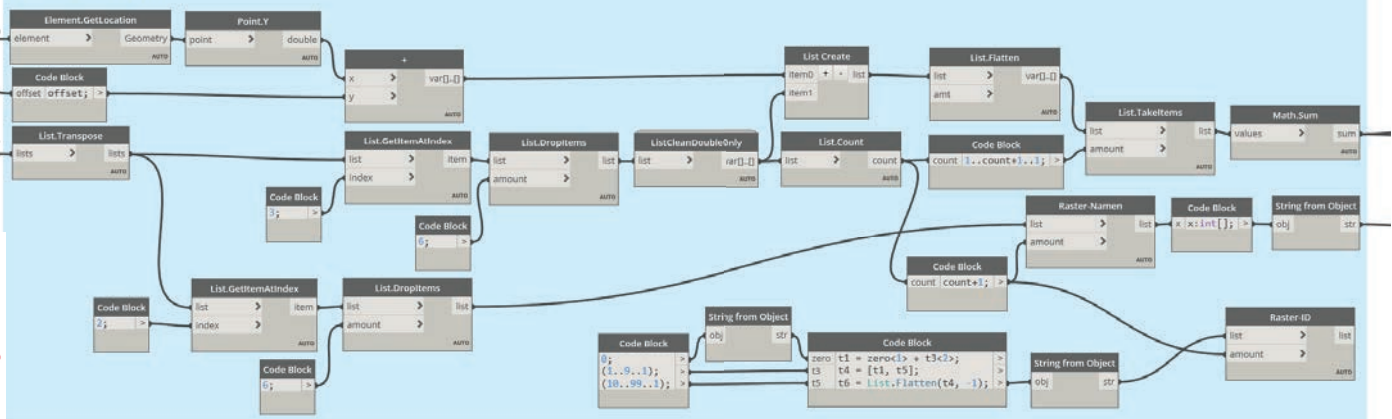 Element.GetLocation
element > Geometry
AUTO
Point.Y
point > double
AUTO
Code Block
offset offset; >
+
x > var[]..[]
y >
AUTO
List.Transpose
lists > lists
AUTO
List.GetItemAtIndex
list > item
index >
AUTO
Code Block
3; >
List.DropItems
list > list
amount >
AUTO
Code Block
6; >
ListCleanDoubleOnly
var[]..[]
AUTO
List Create
item0 + - list
item1
AUTO
List.Count
list > count
AUTO
List.Flatten
list > var[]..[]
amt >
AUTO
Code Block
count 1..count+1..1; >
List.TakeItems
list > list
amount >
AUTO
Math.Sum
values > sum
AUTO
Raster-Namen
list > list
amount >
AUTO
Code Block
x x:int[]; >
String from Object
obj str
AUTO
Code Block
count count+1; >
List.GetItemAtIndex
list > item
index >
AUTO
Code Block
2; >
List.DropItems
list > list
amount >
AUTO
Code Block
6; >
Code Block
0; >
(1..9..1); >
(10..99..1); >
String from Object
obj str
AUTO
Code Block
zero t1 = zero<1> + t3<2>; >
t3 t4 = [t1, t5]; >
t5 t6 = List.Flatten(t4, -1); >
String from Object
obj str
AUTO
Raster-ID
list > list
amount >
AUTO